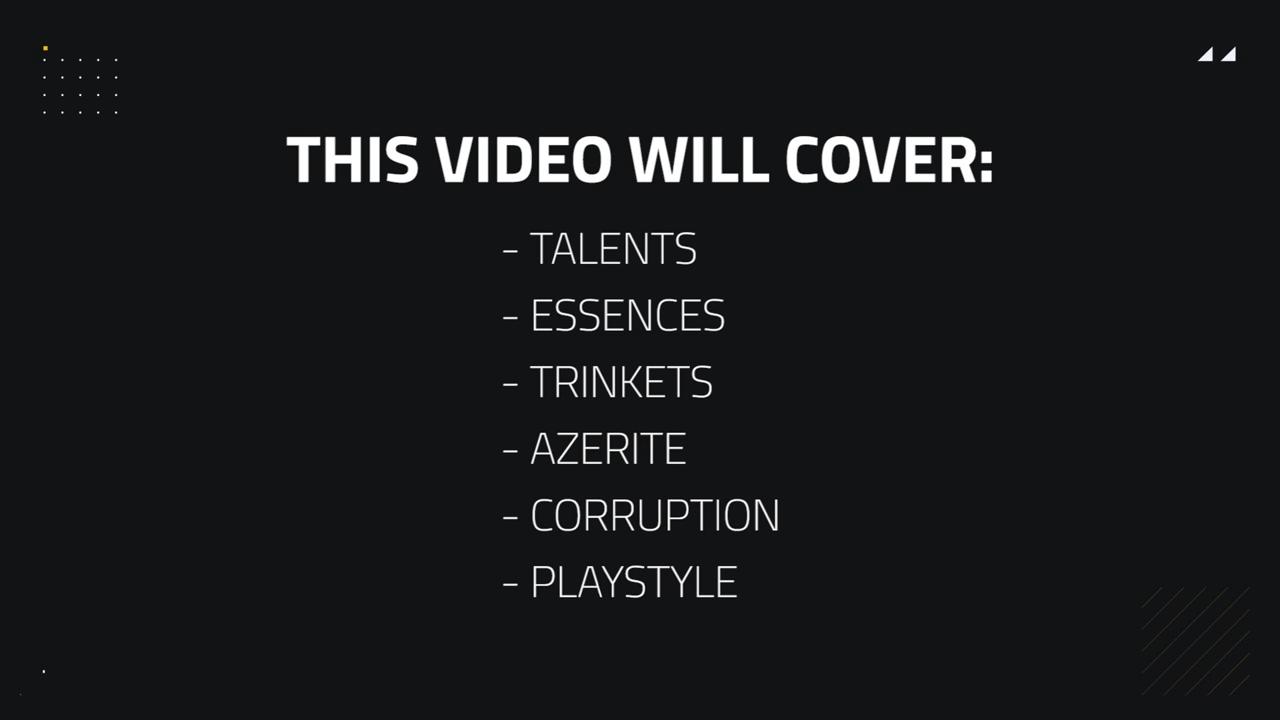 THIS VIDEO WILL COVER:
- TALENTS
- ESSENCES
- TRINKETS
- AZERITE
- CORRUPTION
- PLAYSTYLE